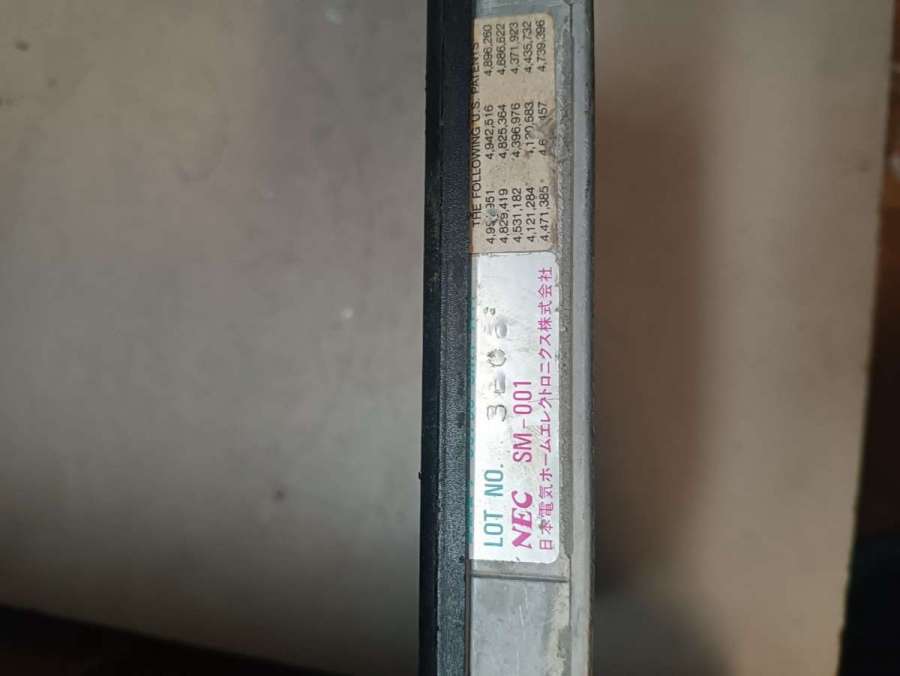 THE FOLLOWING U.S. PATENTS
4,942,516 4,896,260
4,829,419 4,825,364 4,686,622
4,531,182 4,396,976 4,371,923
4,121,284 4,435,732
4,471,385 4,739,396
LOT NO.
NEC SM-001
日本電気ホームエレクトロニクス株式会社